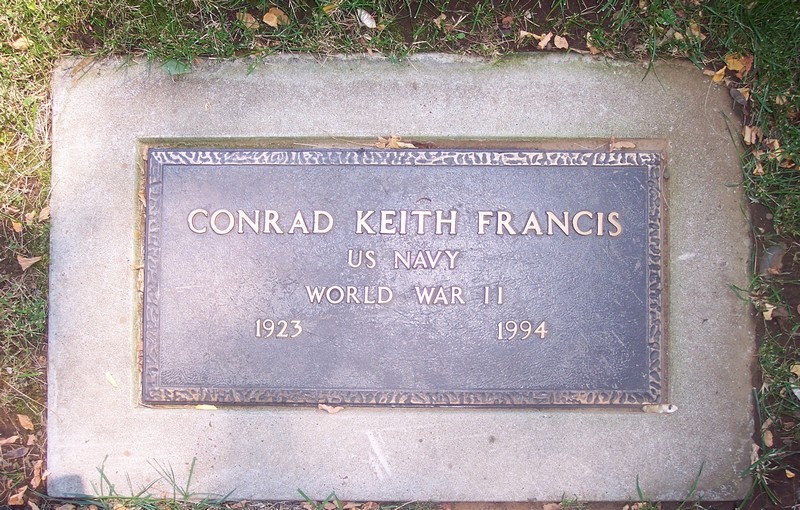 CONRAD KEITH FRANCIS
US NAVY
WORLD WAR II
1923 1994